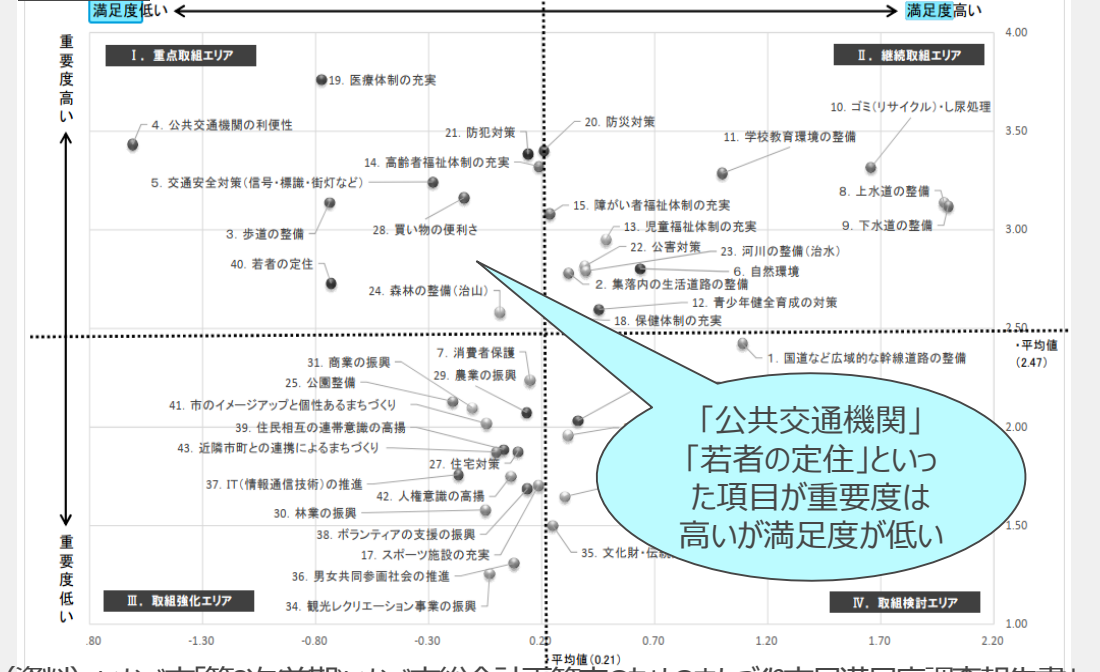 満足度低い
満足度高い
重要度高い
重要度低い
Ⅰ．重点取組エリア
Ⅱ．継続取組エリア
4.00
19. 医療体制の充実
10. ゴミ(リサイクル)・し尿処理
4. 公共交通機関の利便性
20. 防災対策
21. 防犯対策
3.50
11. 学校教育環境の整備
14. 高齢者福祉体制の充実
5. 交通安全対策(信号・標識・街灯など)
8. 上水道の整備
15. 障がい者福祉体制の充実
3. 歩道の整備
28. 買い物の便利さ
13. 児童福祉体制の充実
9. 下水道の整備
3.00
22. 公害対策
23. 河川の整備(治水)
40. 若者の定住
6. 自然環境
2. 集落内の生活道路の整備
24. 森林の整備(治山)
12. 青少年健全育成の対策
18. 保健体制の充実
2.50
・平均値
(2.47)
7. 消費者保護
1. 国道など広域的な幹線道路の整備
31. 商業の振興
29. 農業の振興
25. 公園整備
41. 市のイメージアップと個性あるまちづくり
39. 住民相互の連帯意識の高揚
2.00
43. 近隣市町との連携によるまちづくり
27. 住宅対策
37. IT(情報通信技術)の推進
42. 人権意識の高揚
30. 林業の振興
38. ボランティアの支援の振興
1.50
17. スポーツ施設の充実
35. 文化財・伝統
36. 男女共同参画社会の推進
34. 観光レクリエーション事業の振興
「公共交通機関」
「若者の定住」といっ
た項目が重要度は
高いが満足度が低い
Ⅲ．取組強化エリア
Ⅳ．取組検討エリア
1.00
.80
-1.30
-0.80
-0.30
0.20
0.70
1.20
1.70
2.20
・平均値(0.21)